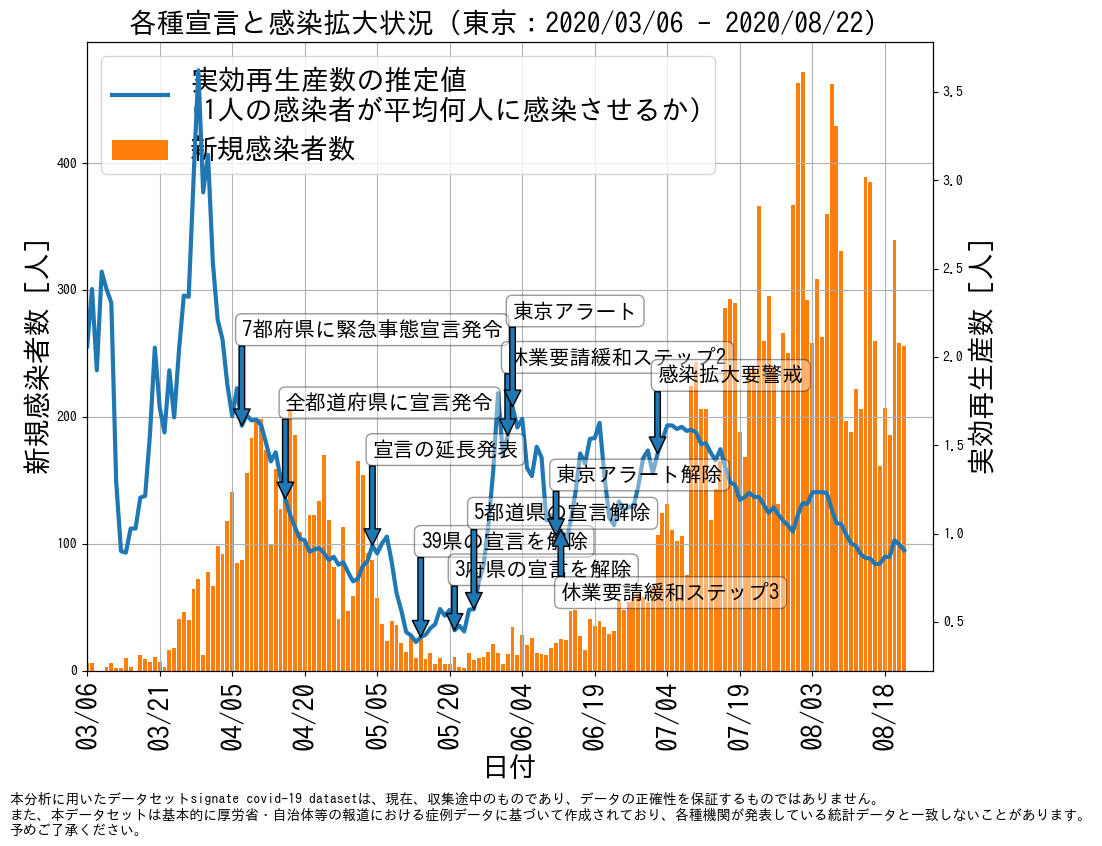 各種宣言と感染拡大状況 (東京：2020/03/06 - 2020/08/22)
実効再生産数の推定値
1人の感染者が平均何人に感染させるか)
新規感染者数
新規感染者数 [人]
400
300
200
100
0
3.5
3.0
2.5
2.0
1.5
1.0
0.5
実効再生産数 [人]
東京アラート
7都府県に緊急事態宣言発令
休業要請緩和ステップ2
感染拡大要警戒
全都道府県に宣言発令
宣言の延長発表
東京アラート解除
5都道県の宣言解除
39県の宣言を解除
3府県の宣言を解除
休業要請緩和ステップ3
03/06
03/21
04/05
04/20
05/05
05/20
06/04
06/19
07/04
07/19
08/03
08/18
日付
本分析に用いたデータセットsignate covid-19 datasetは、現在、収集途中のものであり、データの正確性を保証するものではありません。
また、本データセットは基本的に厚労省・自治体等の報道における症例データに基づいて作成されており、各種機関が発表している統計データと一致しないことがあります。
予めご了承ください。